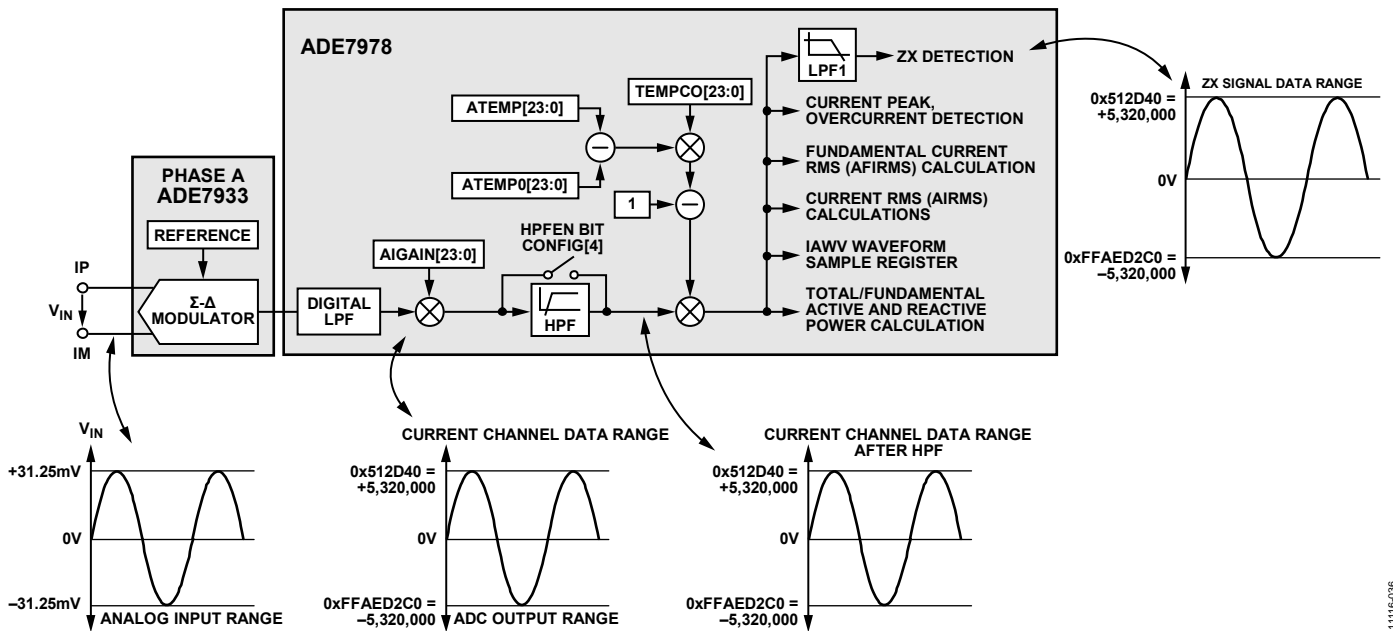 ADE7978
LPF1
ZX DETECTION
TEMPCO[23:0]
ATEMP[23:0]
ATEMP0[23:0]
CURRENT PEAK,
OVERCURRENT DETECTION
FUNDAMENTAL CURRENT
RMS (AFIRMS) CALCULATION
CURRENT RMS (AIRMS)
CALCULATIONS
IAWV WAVEFORM
SAMPLE REGISTER
TOTAL/FUNDAMENTAL
ACTIVE AND REACTIVE
POWER CALCULATION
1
HPFEN BIT
CONFIG[4]
AIGAIN[23:0]
DIGITAL
LPF
HPF
PHASE A
ADE7933
REFERENCE
Σ-Δ
MODULATOR
IP
VIN
IM
ZX SIGNAL DATA RANGE
0x512D40 =
+5,320,000
0V
0xFFAED2C0 =
–5,320,000
VIN
+31.25mV
0V
–31.25mV
ANALOG INPUT RANGE
CURRENT CHANNEL DATA RANGE
0x512D40 =
+5,320,000
0V
0xFFAED2C0 =
–5,320,000
ADC OUTPUT RANGE
CURRENT CHANNEL DATA RANGE
AFTER HPF
0x512D40 =
+5,320,000
0V
0xFFAED2C0 =
–5,320,000
11116-036